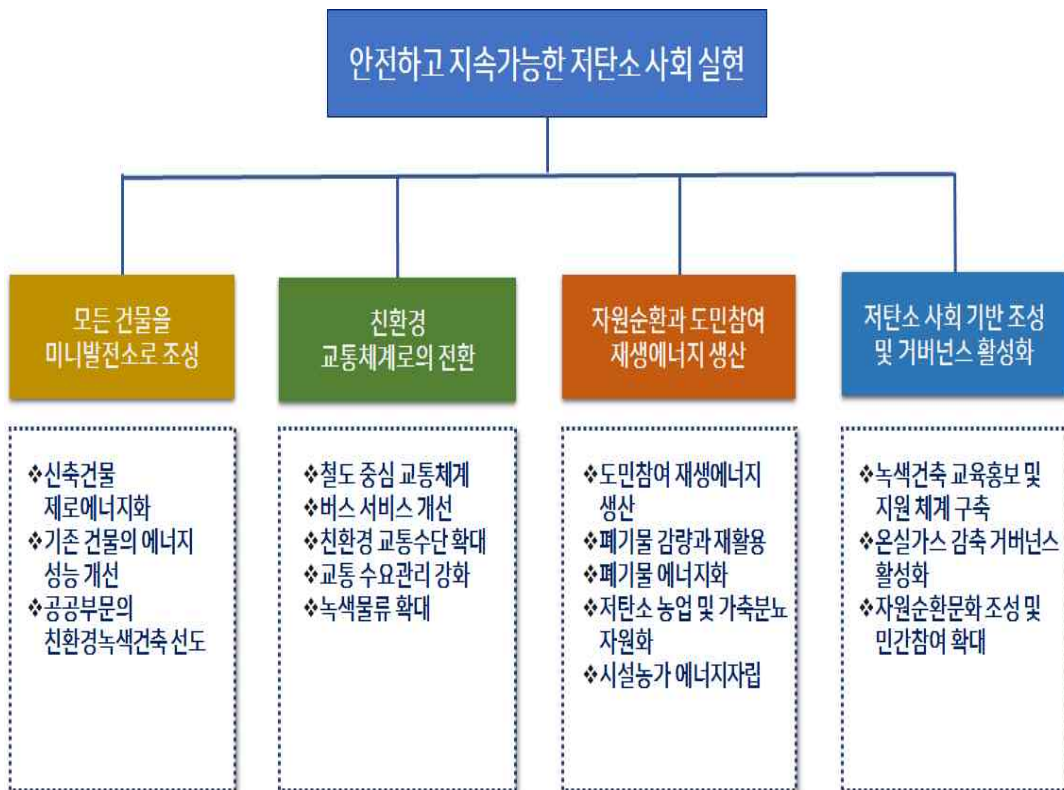 안전하고 지속가능한 저탄소 사회 실현
모든 건물을
미니발전소로 조성
❖신축건물
제로에너지화
❖기존 건물의 에너지
성능 개선
❖공공부문의
친환경녹색건축 선도
친환경
교통체계로의 전환
❖철도 중심 교통체계
❖버스 서비스 개선
❖친환경 교통수단 확대
❖교통 수요관리 강화
❖녹색물류 확대
자원순환과 도민참여
재생에너지 생산
❖도민참여 재생에너지
생산
❖폐기물 감량과 재활용
❖폐기물 에너지화
❖저탄소 농업 및 가축분뇨
자원화
❖시설농가 에너지자립
저탄소 사회 기반 조성
및 거버넌스 활성화
❖녹색건축 교육홍보 및
지원 체계 구축
❖온실가스 감축 거버넌스
활성화
❖자원순환문화 조성 및
민간참여 확대